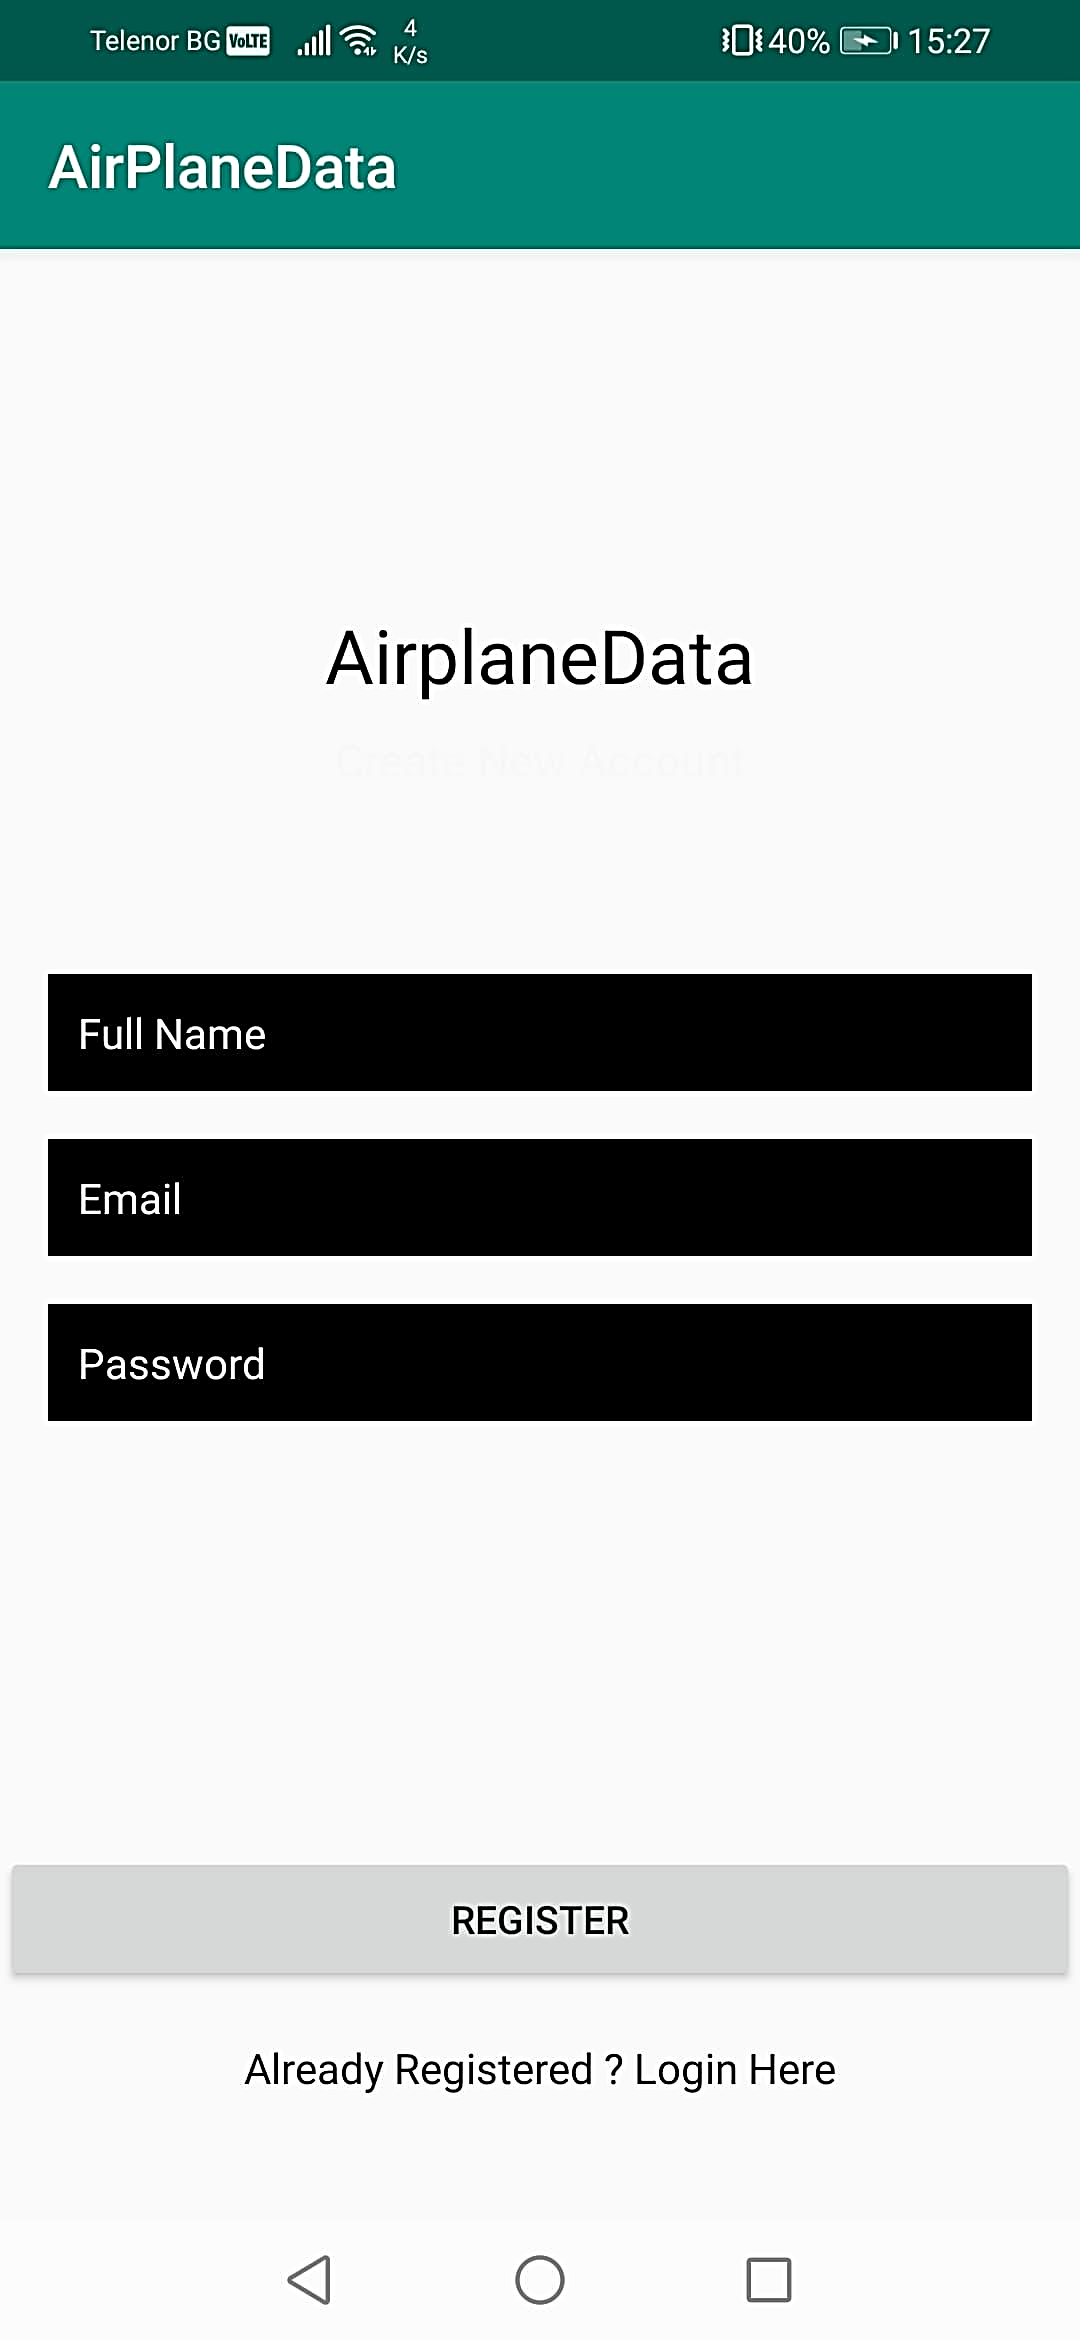 Telenor BG VoLTE 4 K/s 40% 15:27
AirPlaneData
AirplaneData
Create New Account
Full Name
Email
Password
REGISTER
Already Registered ? Login Here